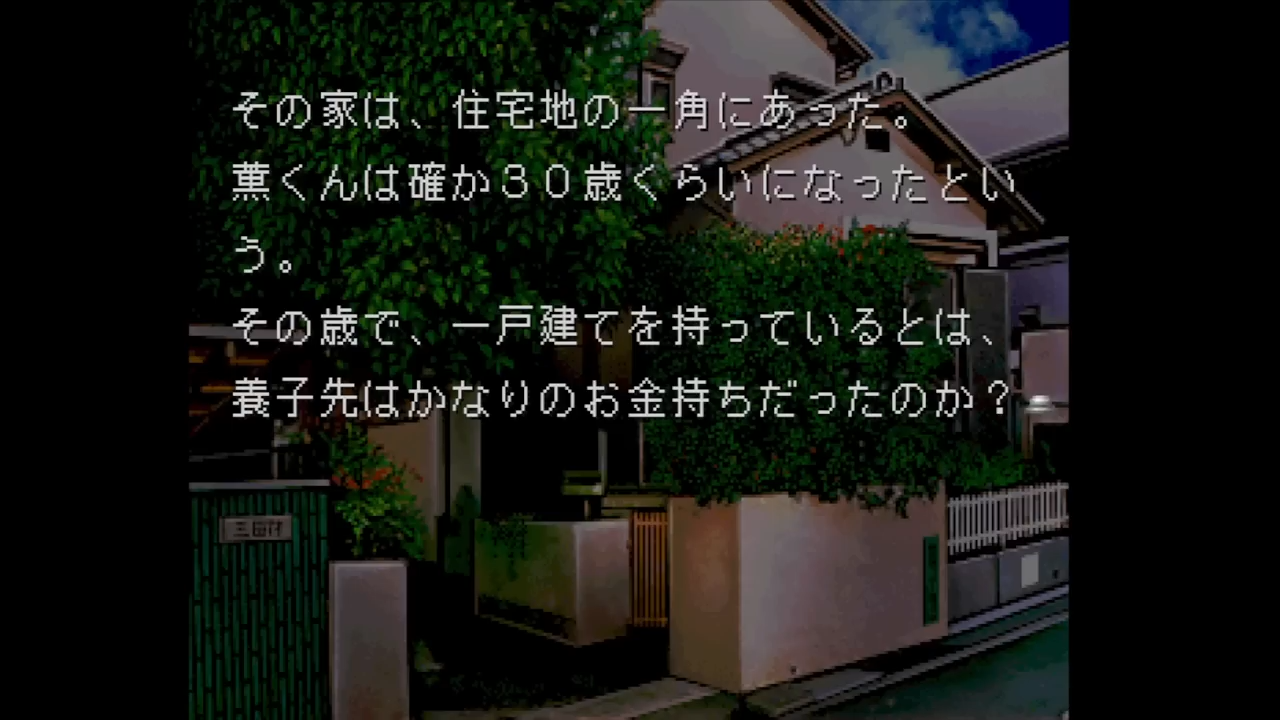 その家は、住宅地の一角にあった。
薫くんは確か３０歳くらいになったとい
う。
その歳で、一戸建てを持っているとは、
養子先はかなりのお金持ちだったのか？